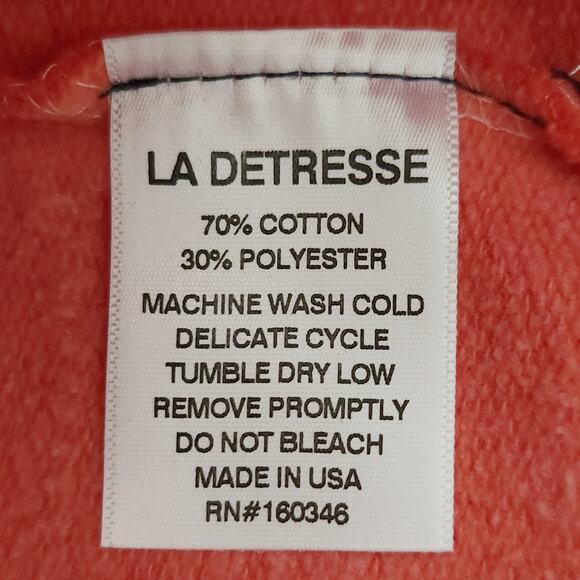 LA DETRESSE
70% COTTON
30% POLYESTER
MACHINE WASH COLD
DELICATE CYCLE
TUMBLE DRY LOW
REMOVE PROMPTLY
DO NOT BLEACH
MADE IN USA
RN#160346